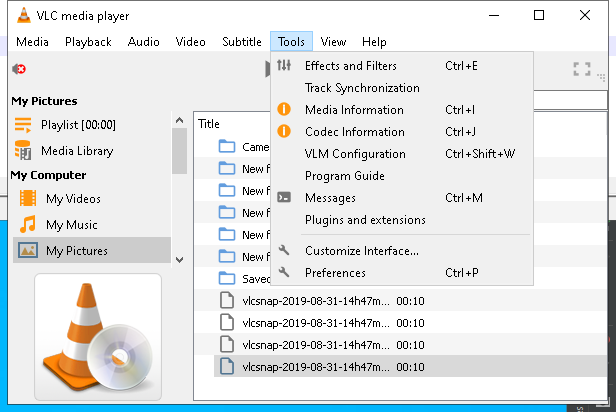 VLC media player
Media Playback Audio Video Subtitle Tools View Help
Effects and Filters Ctrl+E
Track Synchronization
Media Information Ctrl+I
Codec Information Ctrl+J
VLM Configuration Ctrl+Shift+W
Program Guide
Messages Ctrl+M
Plugins and extensions
Customize Interface...
Preferences Ctrl+P
My Pictures
Playlist [00:00]
Media Library
My Computer
My Videos
My Music
My Pictures
Title
Came
New f
New f
New f
New f
New f
Saved
vlcsnap-2019-08-31-14h47m... 00:10
vlcsnap-2019-08-31-14h47m... 00:10
vlcsnap-2019-08-31-14h47m... 00:10
vlcsnap-2019-08-31-14h47m... 00:10